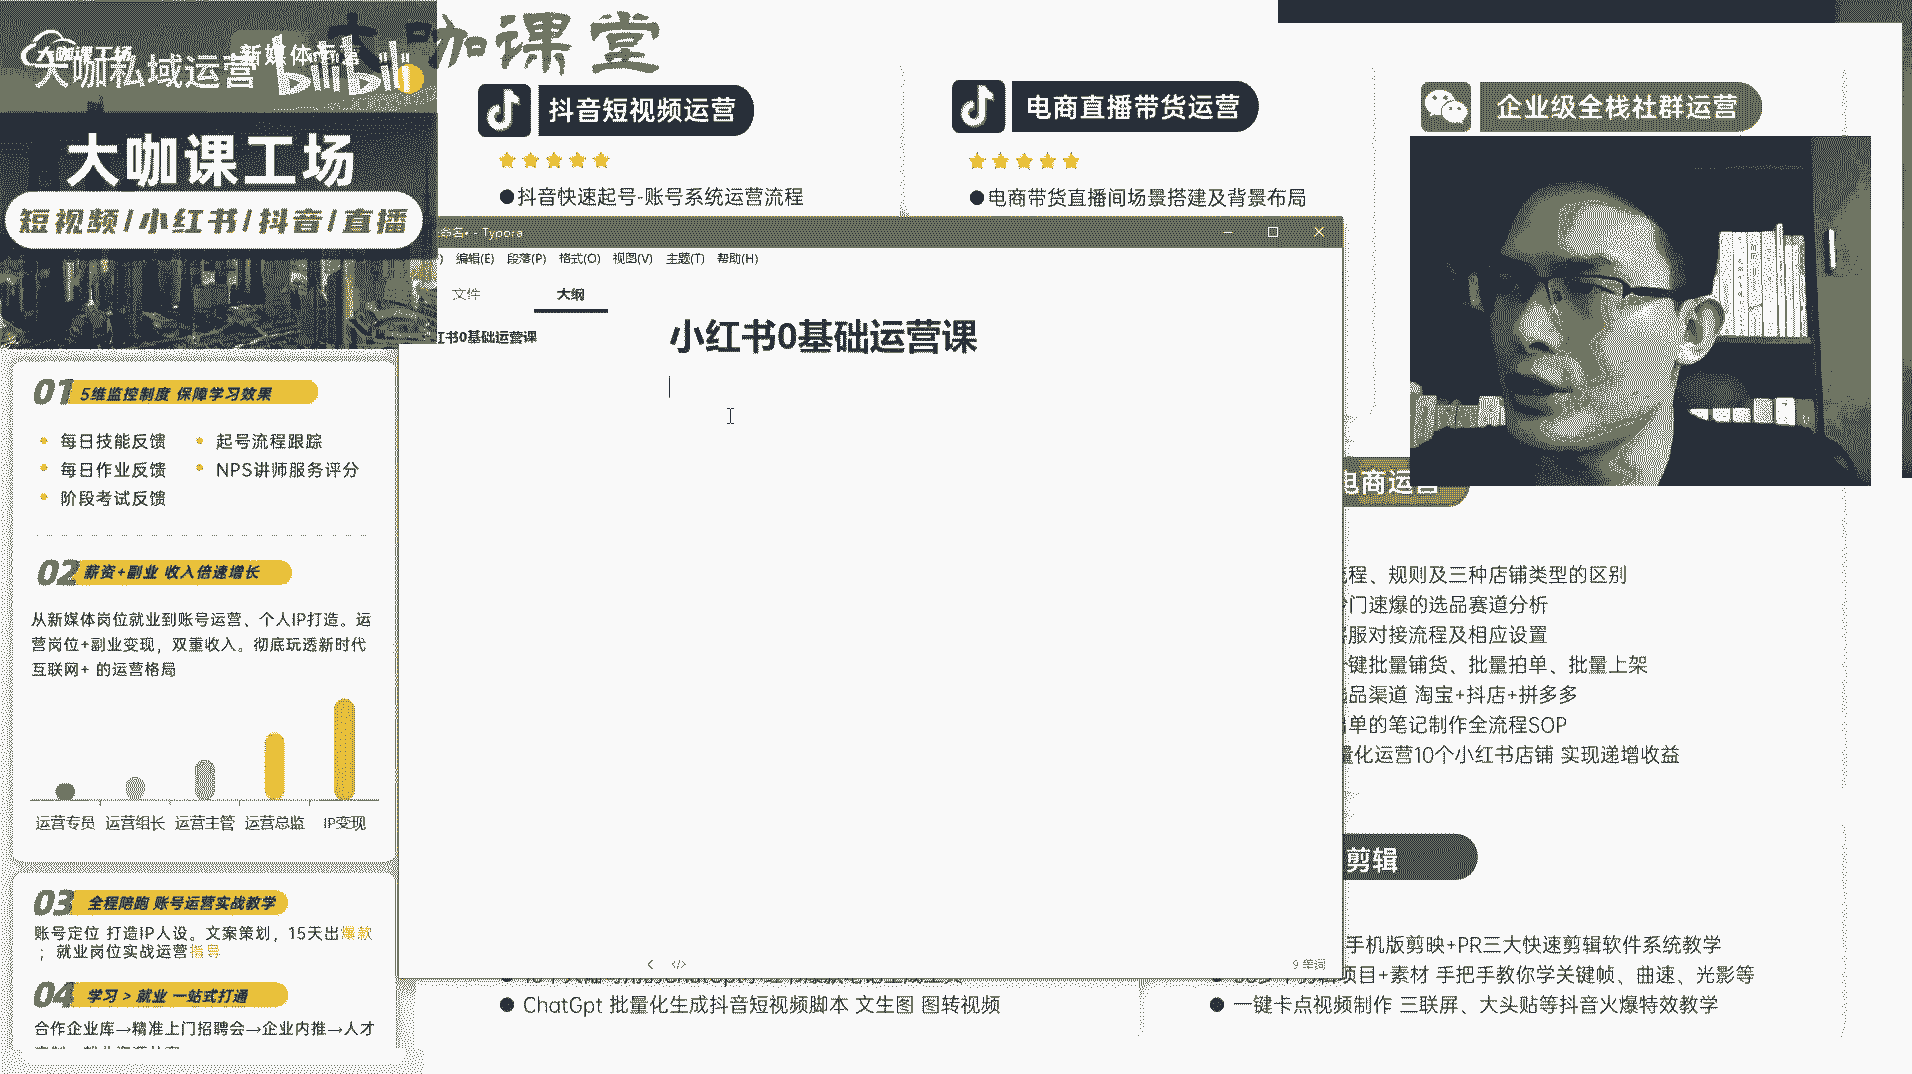 大咖课堂
大咖课工场
大咖私域运营
新媒体运营
bilibili
大咖课工场
短视频/小红书/抖音/直播
抖音短视频运营
●抖音快速起号-账号系统运营流程
电商直播带货运营
●电商带货直播间场景搭建及背景布局
企业级全栈社群运营
命名• - Typora
编辑(E) 段落(P) 格式(O) 视图(V) 主题(T) 帮助(H)
文件 大纲
红书0基础运营课
小红书0基础运营课
9 单词
01 5维监控制度 保障学习效果
每日技能反馈 起号流程跟踪
每日作业反馈 NPS讲师服务评分
阶段考试反馈
02 薪资+副业 收入倍速增长
从新媒体岗位就业到账号运营、个人IP打造。运
营岗位+副业变现，双重收入。彻底玩透新时代
互联网+ 的运营格局
运营专员 运营组长 运营主管 运营总监 IP变现
03 全程陪跑 账号运营实战教学
账号定位 打造IP人设。文案策划，15天出爆款
；就业岗位实战运营指导
04 学习 > 就业 一站式打通
合作企业库→精准上门招聘会→企业内推→人才
电商运营
流程、规则及三种店铺类型的区别
门速爆的选品赛道分析
客服对接流程及相应设置
一键批量铺货、批量拍单、批量上架
选品渠道 淘宝+抖店+拼多多
出单的笔记制作全流程SOP
量化运营10个小红书店铺 实现递增收益
剪辑
手机版剪映+PR三大快速剪辑软件系统教学
项目+素材 手把手教你学关键帧、曲速、光影等
● 一键卡点视频制作 三联屏、大头贴等抖音火爆特效教学
● ChatGpt 批量化生成抖音短视频脚本 文生图 图转视频